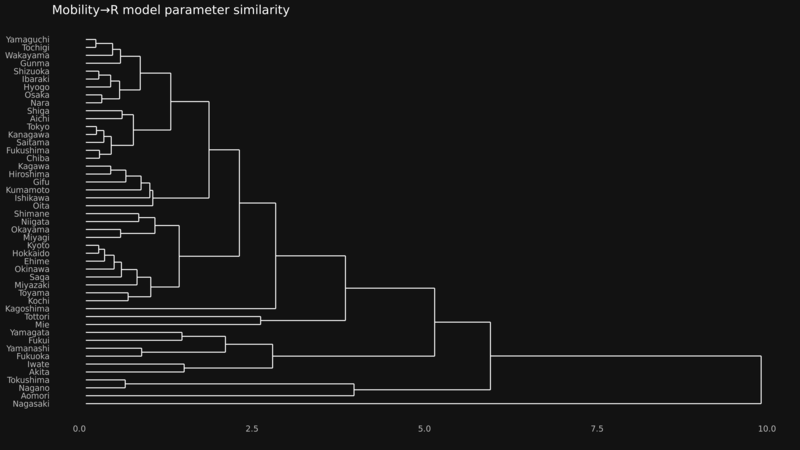 Mobility→R model parameter similarity
Yamaguchi
Tochigi
Wakayama
Gunma
Shizuoka
Ibaraki
Hyogo
Osaka
Nara
Shiga
Aichi
Tokyo
Kanagawa
Saitama
Fukushima
Chiba
Kagawa
Hiroshima
Gifu
Kumamoto
Ishikawa
Oita
Shimane
Niigata
Okayama
Miyagi
Kyoto
Hokkaido
Ehime
Okinawa
Saga
Miyazaki
Toyama
Kochi
Kagoshima
Tottori
Mie
Yamagata
Fukui
Yamanashi
Fukuoka
Iwate
Akita
Tokushima
Nagano
Aomori
Nagasaki
0.0 2.5 5.0 7.5 10.0